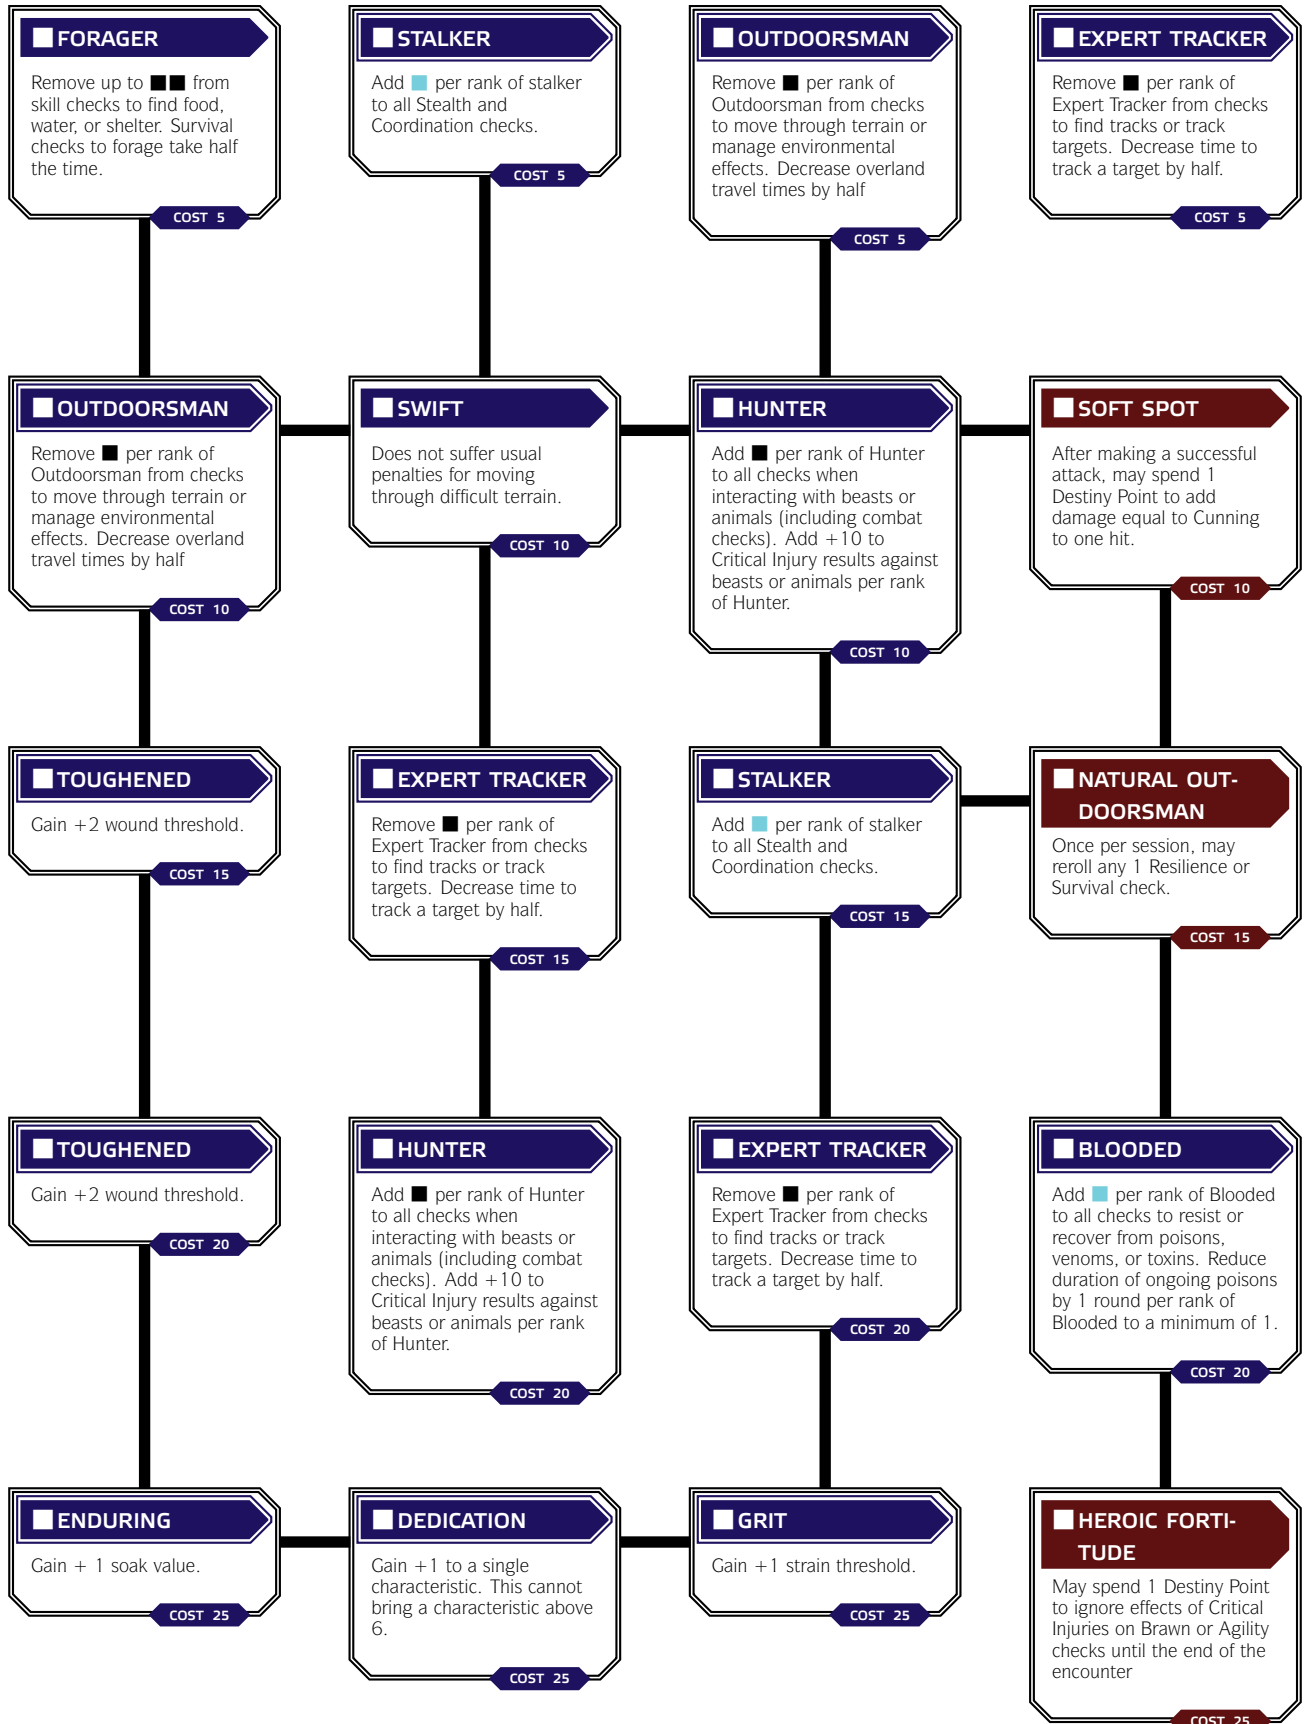 FORAGER
Remove up to ■■ from
skill checks to find food,
water, or shelter. Survival
checks to forage take half
the time.
COST 5
STALKER
Add ■ per rank of stalker
to all Stealth and
Coordination checks.
COST 5
OUTDOORSMAN
Remove ■ per rank of
Outdoorsman from checks
to move through terrain or
manage environmental
effects. Decrease overland
travel times by half
COST 5
EXPERT TRACKER
Remove ■ per rank of
Expert Tracker from checks
to find tracks or track
targets. Decrease time to
track a target by half.
COST 5
OUTDOORSMAN
Remove ■ per rank of
Outdoorsman from checks
to move through terrain or
manage environmental
effects. Decrease overland
travel times by half
COST 10
SWIFT
Does not suffer usual
penalties for moving
through difficult terrain.
COST 10
HUNTER
Add ■ per rank of Hunter
to all checks when
interacting with beasts or
animals (including combat
checks). Add +10 to
Critical Injury results against
beasts or animals per rank
of Hunter.
COST 10
SOFT SPOT
After making a successful
attack, may spend 1
Destiny Point to add
damage equal to Cunning
to one hit.
COST 10
TOUGHENED
Gain +2 wound threshold.
COST 15
EXPERT TRACKER
Remove ■ per rank of
Expert Tracker from checks
to find tracks or track
targets. Decrease time to
track a target by half.
COST 15
STALKER
Add ■ per rank of stalker
to all Stealth and
Coordination checks.
COST 15
NATURAL OUT-
DOORSMAN
Once per session, may
reroll any 1 Resilience or
Survival check.
COST 15
TOUGHENED
Gain +2 wound threshold.
COST 20
HUNTER
Add ■ per rank of Hunter
to all checks when
interacting with beasts or
animals (including combat
checks). Add +10 to
Critical Injury results against
beasts or animals per rank
of Hunter.
COST 20
EXPERT TRACKER
Remove ■ per rank of
Expert Tracker from checks
to find tracks or track
targets. Decrease time to
track a target by half.
COST 20
BLOODED
Add ■ per rank of Blooded
to all checks to resist or
recover from poisons,
venoms, or toxins. Reduce
duration of ongoing poisons
by 1 round per rank of
Blooded to a minimum of 1.
COST 20
ENDURING
Gain + 1 soak value.
COST 25
DEDICATION
Gain +1 to a single
characteristic. This cannot
bring a characteristic above
6.
COST 25
GRIT
Gain +1 strain threshold.
COST 25
HEROIC FORTI-
TUDE
May spend 1 Destiny Point
to ignore effects of Critical
Injuries on Brawn or Agility
checks until the end of the
encounter
COST 25